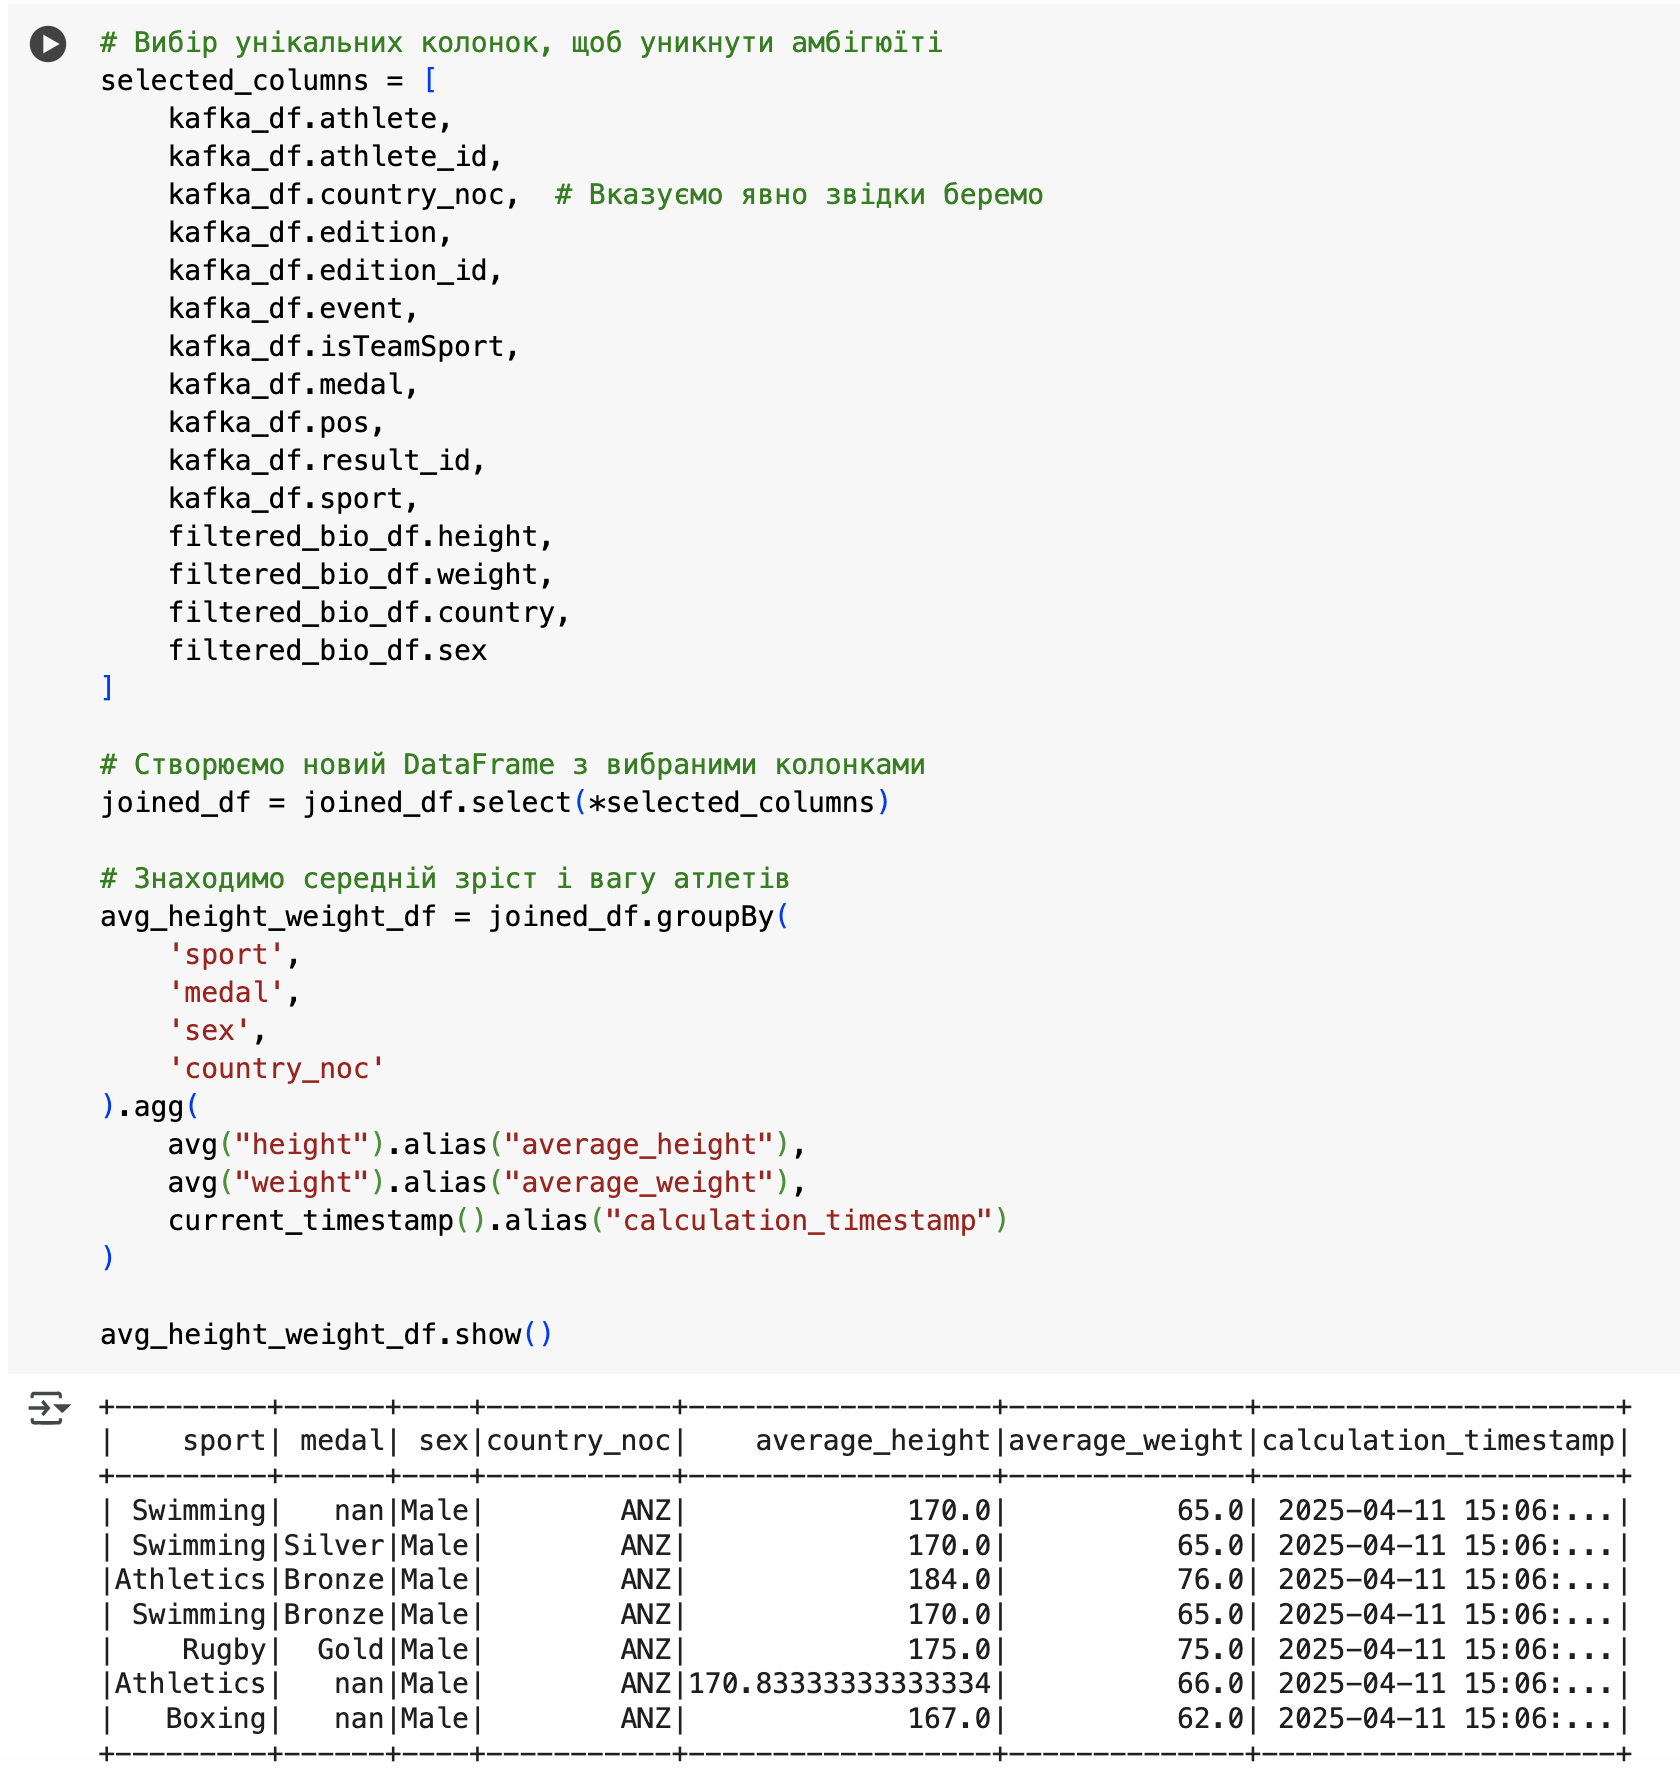 # Вибір унікальних колонок, щоб уникнути амбігюїті
selected_columns = [
    kafka_df.athlete,
    kafka_df.athlete_id,
    kafka_df.country_noc,  # Вказуємо явно звідки беремо
    kafka_df.edition,
    kafka_df.edition_id,
    kafka_df.event,
    kafka_df.isTeamSport,
    kafka_df.medal,
    kafka_df.pos,
    kafka_df.result_id,
    kafka_df.sport,
    filtered_bio_df.height,
    filtered_bio_df.weight,
    filtered_bio_df.country,
    filtered_bio_df.sex
]

# Створюємо новий DataFrame з вибраними колонками
joined_df = joined_df.select(*selected_columns)

# Знаходимо середній зріст і вагу атлетів
avg_height_weight_df = joined_df.groupBy(
    'sport',
    'medal',
    'sex',
    'country_noc'
).agg(
    avg("height").alias("average_height"),
    avg("weight").alias("average_weight"),
    current_timestamp().alias("calculation_timestamp")
)

avg_height_weight_df.show()
+---------+------+----+-----------+------------------+--------------+---------------------+
|    sport| medal| sex|country_noc|    average_height|average_weight|calculation_timestamp|
+---------+------+----+-----------+------------------+--------------+---------------------+
| Swimming|   nan|Male|        ANZ|             170.0|          65.0| 2025-04-11 15:06:...|
| Swimming|Silver|Male|        ANZ|             170.0|          65.0| 2025-04-11 15:06:...|
|Athletics|Bronze|Male|        ANZ|             184.0|          76.0| 2025-04-11 15:06:...|
| Swimming|Bronze|Male|        ANZ|             170.0|          65.0| 2025-04-11 15:06:...|
|    Rugby|  Gold|Male|        ANZ|             175.0|          75.0| 2025-04-11 15:06:...|
|Athletics|   nan|Male|        ANZ|170.83333333333334|          66.0| 2025-04-11 15:06:...|
|   Boxing|   nan|Male|        ANZ|             167.0|          62.0| 2025-04-11 15:06:...|
+---------+------+----+-----------+------------------+--------------+---------------------+